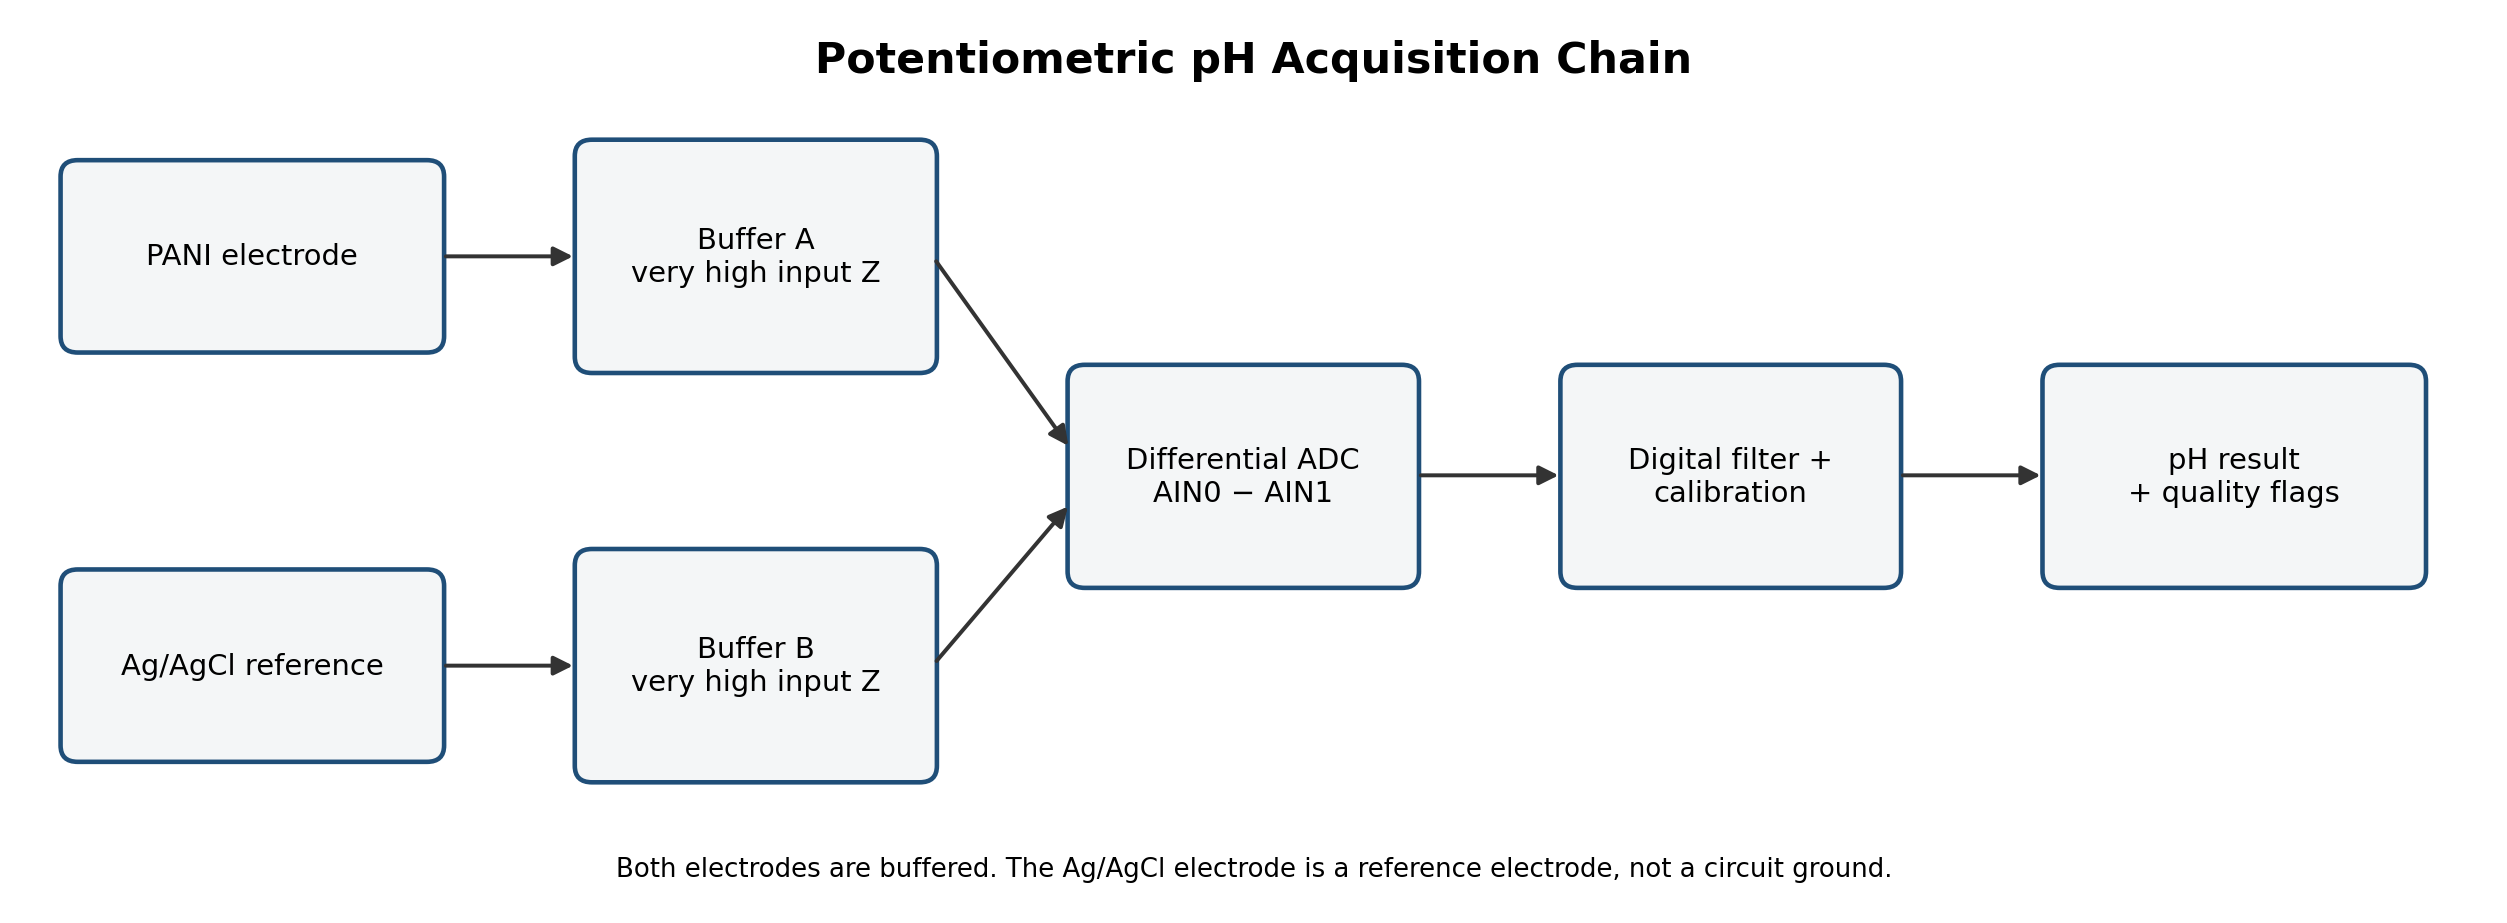 Potentiometric pH Acquisition Chain
PANI electrode
Buffer A
very high input Z
Ag/AgCl reference
Buffer B
very high input Z
Differential ADC
AIN0 − AIN1
Digital filter +
calibration
pH result
+ quality flags
Both electrodes are buffered. The Ag/AgCl electrode is a reference electrode, not a circuit ground.